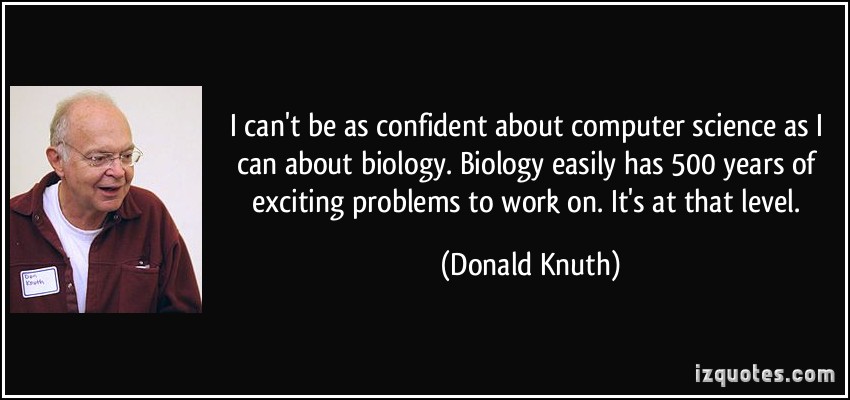 I can't be as confident about computer science as I
can about biology. Biology easily has 500 years of
exciting problems to work on. It's at that level.
(Donald Knuth)
Don
Knuth
izquotes.com